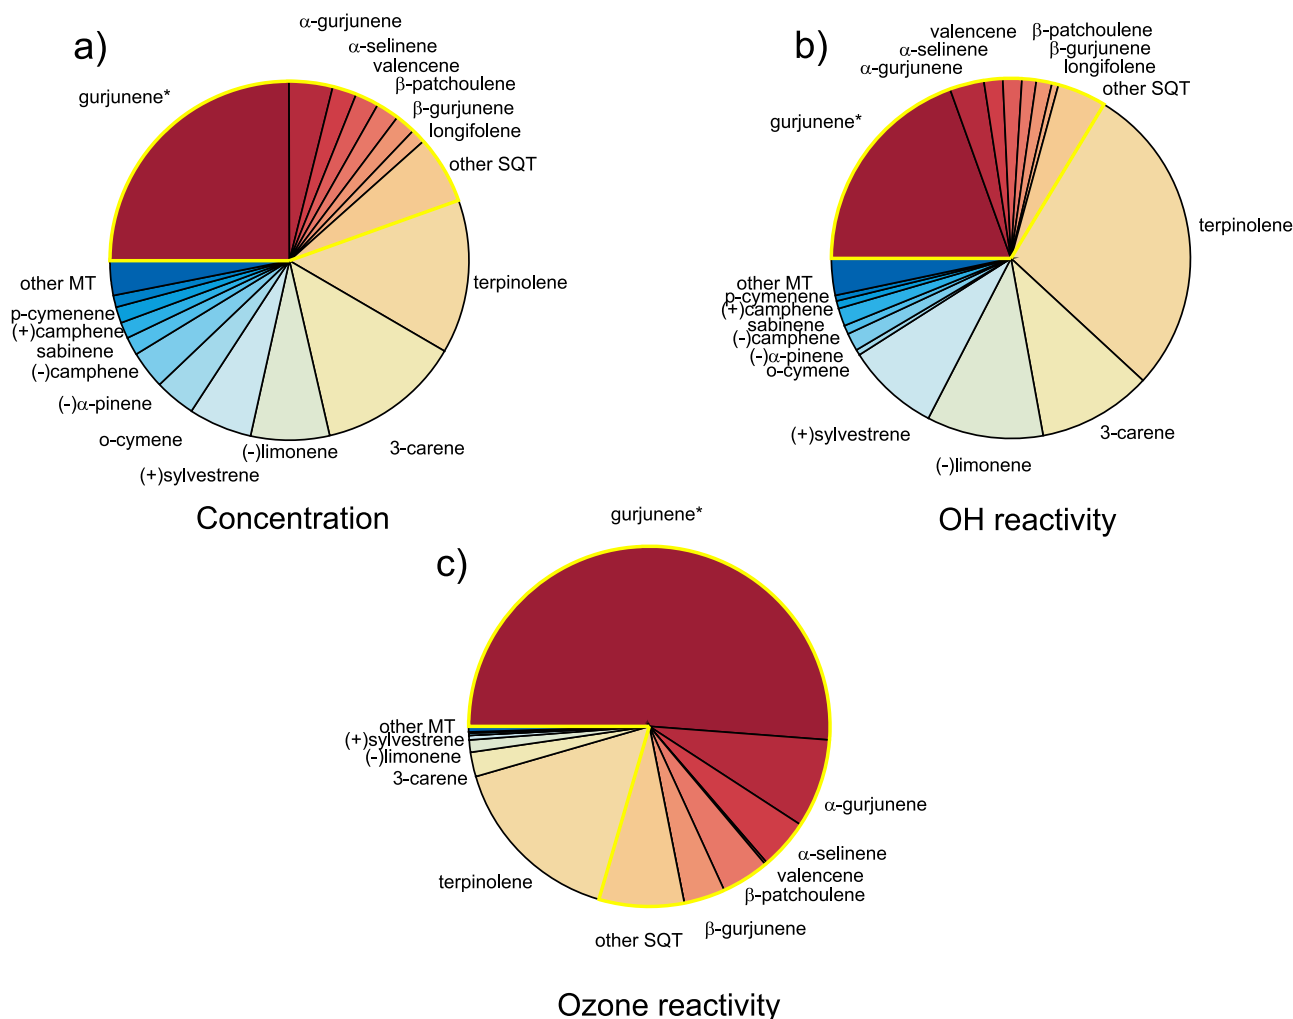 a)
α-gurjunene
α-selinene
valencene
β-patchoulene
β-gurjunene
longifolene
other SQT
gurjunene*
terpinolene
other MT
p-cymenene
(+)camphene
sabinene
(-)camphene
(-)α-pinene
o-cymene
(+)sylvestrene
(-)limonene
3-carene
Concentration
b)
valencene
α-selinene
α-gurjunene
β-patchoulene
β-gurjunene
longifolene
other SQT
gurjunene*
terpinolene
other MT
p-cymenene
(+)camphene
sabinene
(-)camphene
(-)α-pinene
o-cymene
(+)sylvestrene
(-)limonene
3-carene
OH reactivity
c)
gurjunene*
other MT
(+)sylvestrene
(-)limonene
3-carene
terpinolene
other SQT
β-gurjunene
β-patchoulene
valencene
α-selinene
α-gurjunene
Ozone reactivity